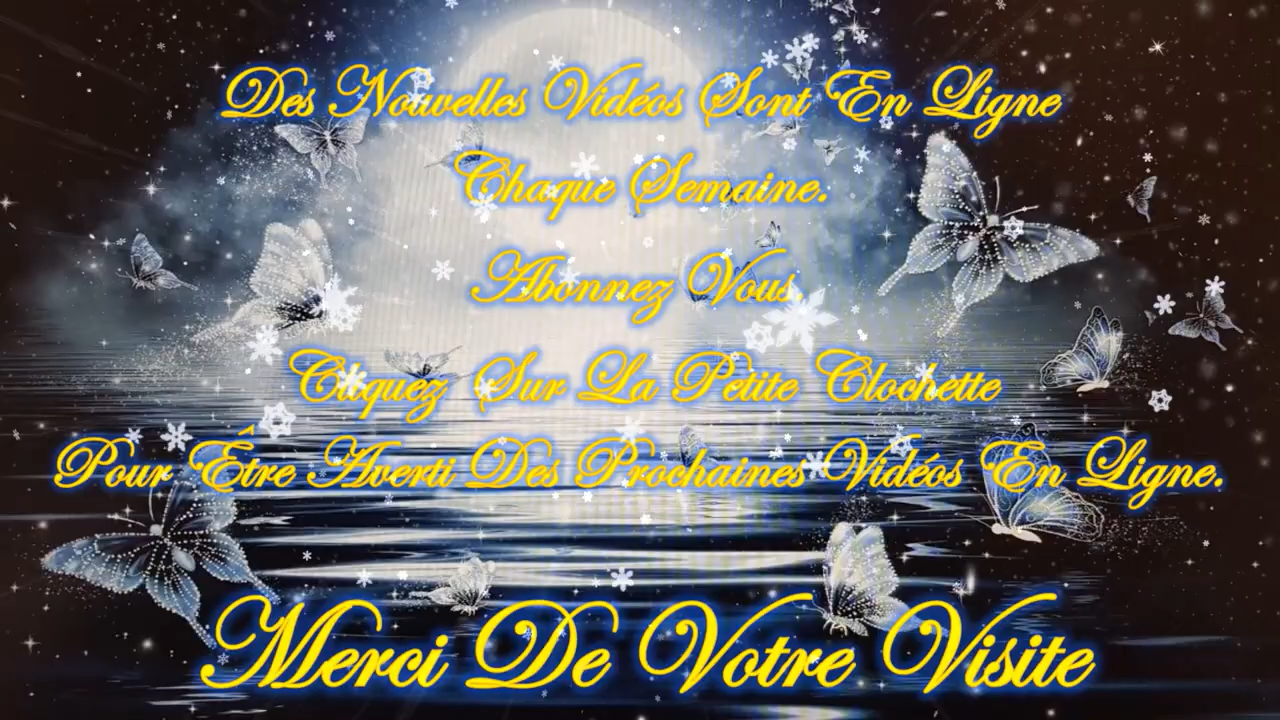 Des Nouvelles Vidéos Sont En Ligne
Chaque Semaine.
Abonnez Vous.
Cliquez Sur La Petite Clochette
Pour Être Averti Des Prochaines Vidéos En Ligne.
Merci De Votre Visite